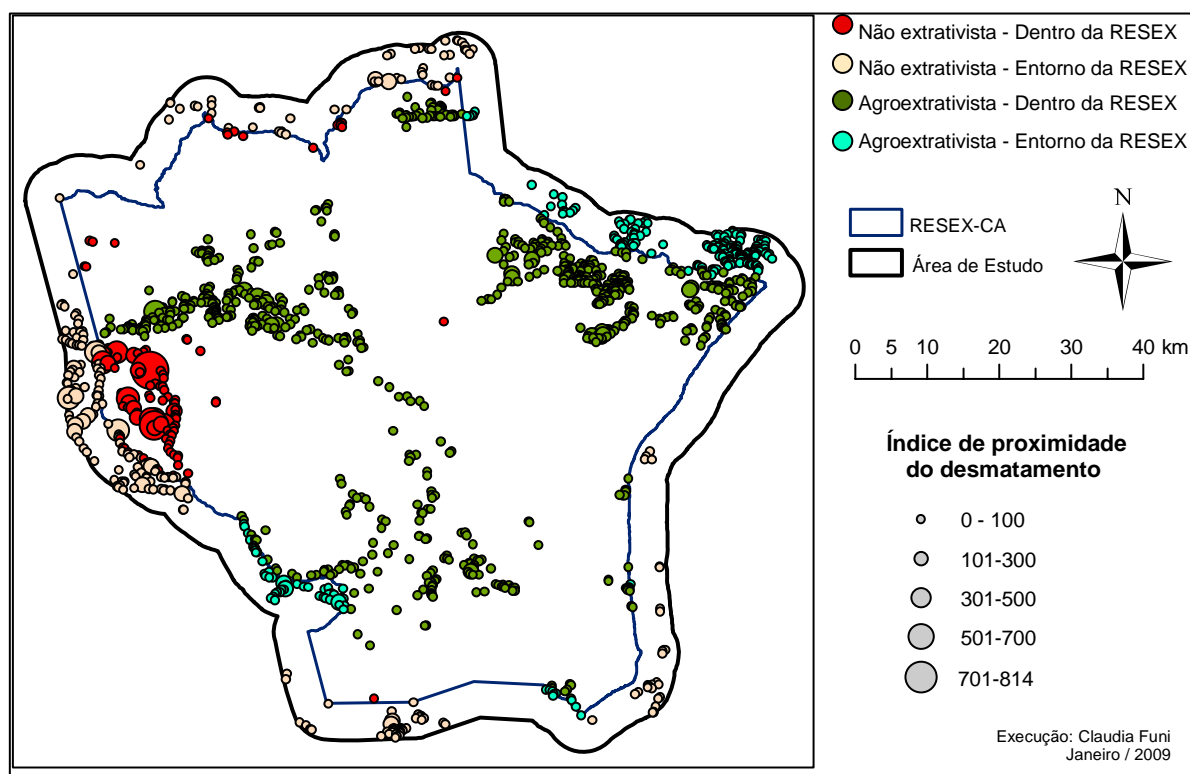 Não extrativista - Dentro da RESEX
Não extrativista - Entorno da RESEX
Agroextrativista - Dentro da RESEX
Agroextrativista - Entorno da RESEX
N
RESEX-CA
Área de Estudo
0 5 10 20 30 40 km
Índice de proximidade
do desmatamento
0 - 100
101-300
301-500
501-700
701-814
Execução: Claudia Funi
Janeiro / 2009